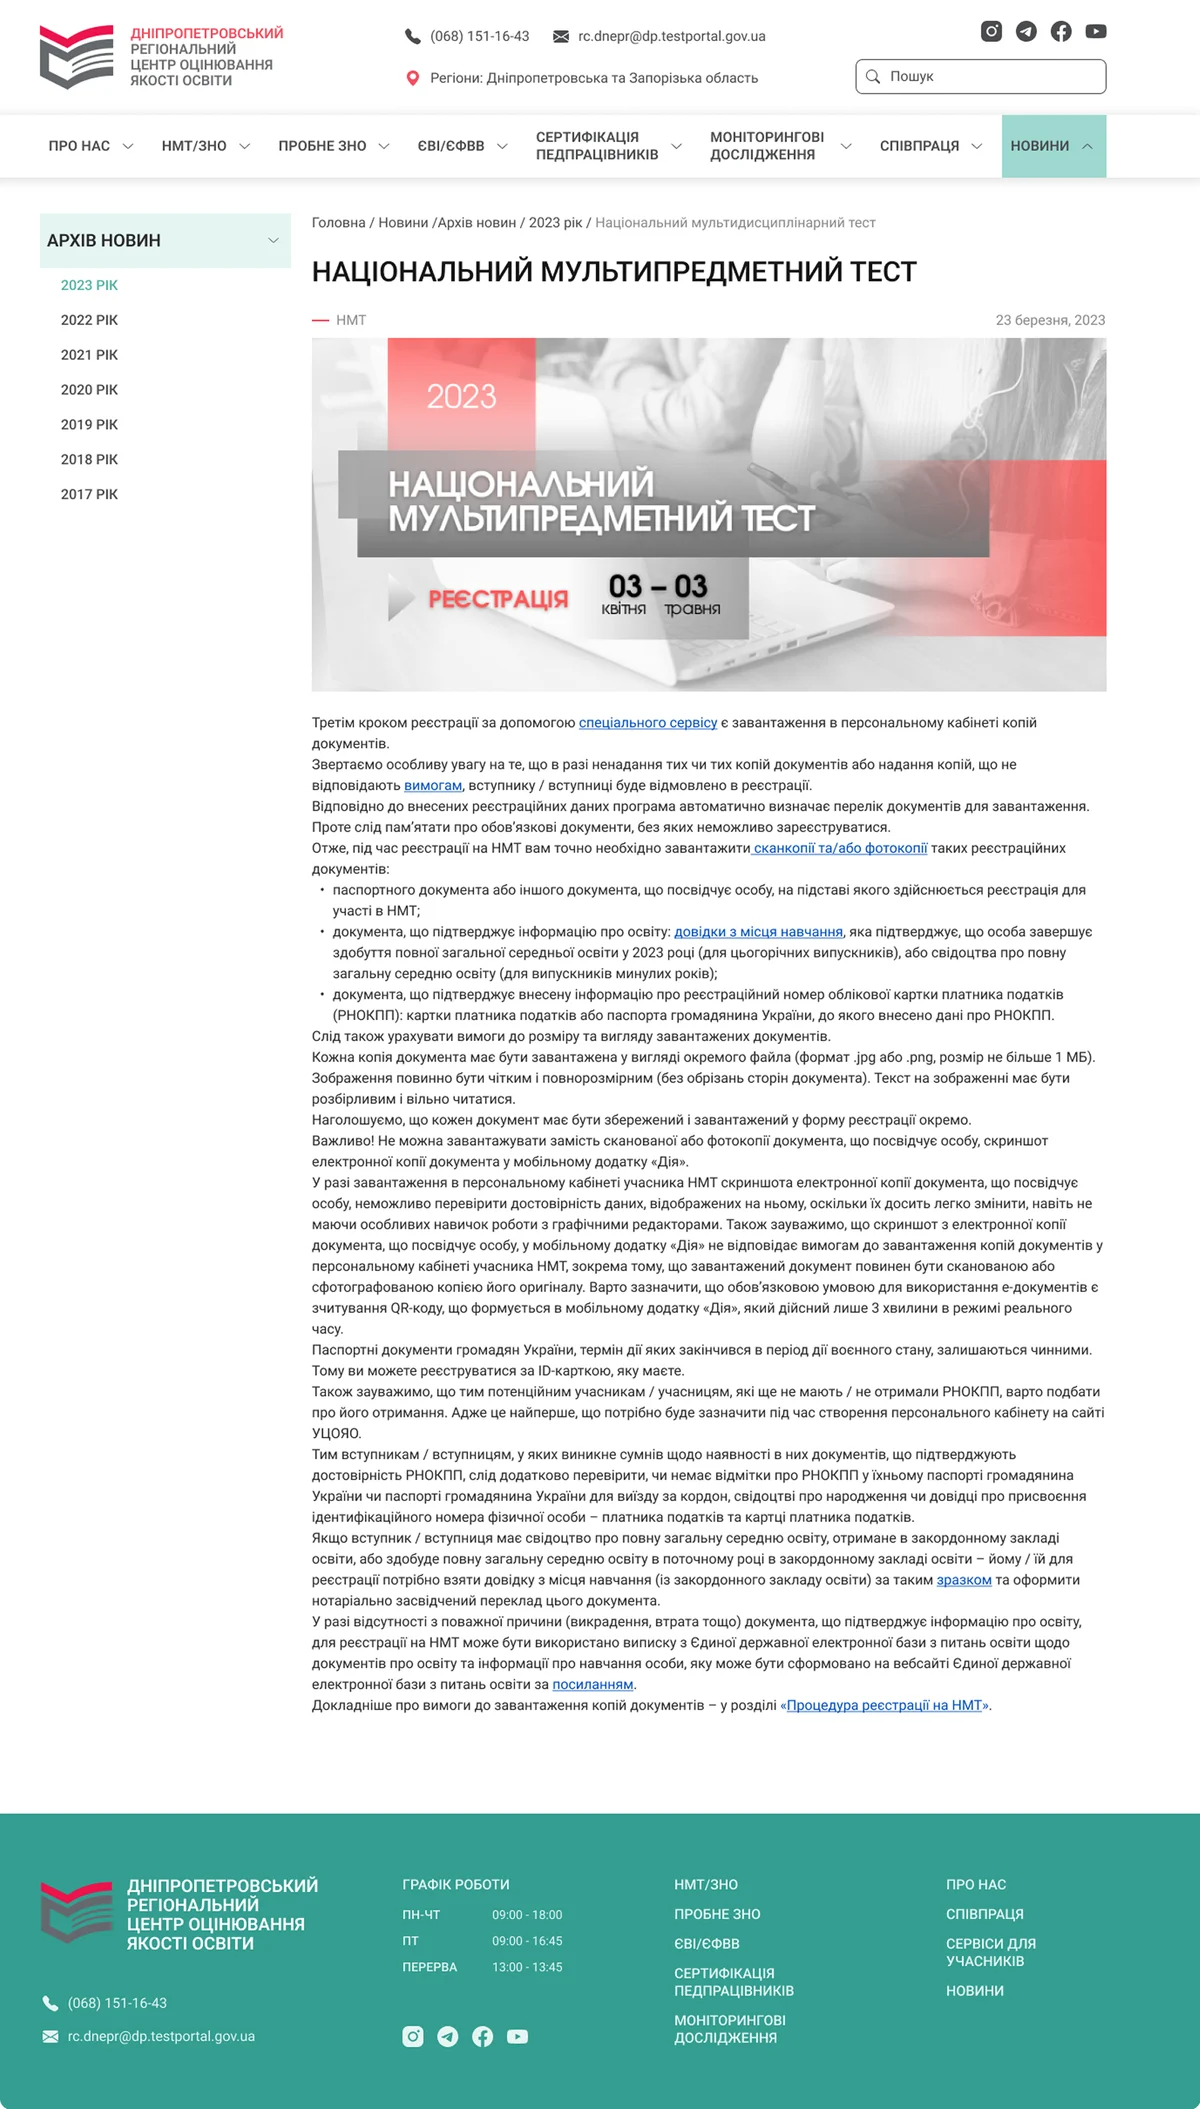 ДНІПРОПЕТРОВСЬКИЙ
РЕГІОНАЛЬНИЙ
ЦЕНТР ОЦІНЮВАННЯ
ЯКОСТІ ОСВІТИ
(068) 151-16-43
rc.dnepr@dp.testportal.gov.ua
Регіони: Дніпропетровська та Запорізька область
Пошук
ПРО НАС
НМТ/ЗНО
ПРОБНЕ ЗНО
ЄВІ/ЄФВВ
СЕРТИФІКАЦІЯ
ПЕДПРАЦІВНИКІВ
МОНІТОРИНГОВІ
ДОСЛІДЖЕННЯ
СПІВПРАЦЯ
НОВИНИ
АРХІВ НОВИН
2023 РІК
2022 РІК
2021 РІК
2020 РІК
2019 РІК
2018 РІК
2017 РІК
Головна / Новини /Архів новин / 2023 рік / Національний мультидисциплінарний тест
НАЦІОНАЛЬНИЙ МУЛЬТИПРЕДМЕТНИЙ ТЕСТ
НМТ
23 березня, 2023
2023
НАЦІОНАЛЬНИЙ
МУЛЬТИПРЕДМЕТНИЙ ТЕСТ
РЕЄСТРАЦІЯ
03 – 03
квітня травня
Третім кроком реєстрації за допомогою спеціального сервісу є завантаження в персональному кабінеті копій
документів.
Звертаємо особливу увагу на те, що в разі ненадання тих чи тих копій документів або надання копій, що не
відповідають вимогам, вступнику / вступниці буде відмовлено в реєстрації.
Відповідно до внесених реєстраційних даних програма автоматично визначає перелік документів для завантаження.
Проте слід пам’ятати про обов’язкові документи, без яких неможливо зареєструватися.
Отже, під час реєстрації на НМТ вам точно необхідно завантажити сканкопії та/або фотокопії таких реєстраційних
документів:
• паспортного документа або іншого документа, що посвідчує особу, на підставі якого здійснюється реєстрація для
участі в НМТ;
• документа, що підтверджує інформацію про освіту: довідки з місця навчання, яка підтверджує, що особа завершує
здобуття повної загальної середньої освіти у 2023 році (для цьогорічних випускників), або свідоцтва про повну
загальну середню освіту (для випускників минулих років);
• документа, що підтверджує внесену інформацію про реєстраційний номер облікової картки платника податків
(РНОКПП): картки платника податків або паспорта громадянина України, до якого внесено дані про РНОКПП.
Слід також урахувати вимоги до розміру та вигляду завантажених документів.
Кожна копія документа має бути завантажена у вигляді окремого файла (формат .jpg або .png, розмір не більше 1 МБ).
Зображення повинно бути чітким і повнорозмірним (без обрізань сторін документа). Текст на зображенні має бути
розбірливим і вільно читатися.
Наголошуємо, що кожен документ має бути збережений і завантажений у форму реєстрації окремо.
Важливо! Не можна завантажувати замість сканованої або фотокопії документа, що посвідчує особу, скриншот
електронної копії документа у мобільному додатку «Дія».
У разі завантаження в персональному кабінеті учасника НМТ скриншота електронної копії документа, що посвідчує
особу, неможливо перевірити достовірність даних, відображених на ньому, оскільки їх досить легко змінити, навіть не
маючи особливих навичок роботи з графічними редакторами. Також зауважимо, що скриншот з електронної копії
документа, що посвідчує особу, у мобільному додатку «Дія» не відповідає вимогам до завантаження копій документів у
персональному кабінеті учасника НМТ, зокрема тому, що завантажений документ повинен бути сканованою або
сфотографованою копією його оригіналу. Варто зазначити, що обов’язковою умовою для використання е-документів є
зчитування QR-коду, що формується в мобільному додатку «Дія», який дійсний лише 3 хвилини в режимі реального
часу.
Паспортні документи громадян України, термін дії яких закінчився в період дії воєнного стану, залишаються чинними.
Тому ви можете реєструватися за ID-карткою, яку маєте.
Також зауважимо, що тим потенційним учасникам / учасницям, які ще не мають / не отримали РНОКПП, варто подбати
про його отримання. Адже це найперше, що потрібно буде зазначити під час створення персонального кабінету на сайті
УЦОЯО.
Тим вступникам / вступницям, у яких виникне сумнів щодо наявності в них документів, що підтверджують
достовірність РНОКПП, слід додатково перевірити, чи немає відмітки про РНОКПП у їхньому паспорті громадянина
України чи паспорті громадянина України для виїзду за кордон, свідоцтві про народження чи довідці про присвоєння
ідентифікаційного номера фізичної особи – платника податків та картці платника податків.
Якщо вступник / вступниця має свідоцтво про повну загальну середню освіту, отримане в закордонному закладі
освіти, або здобуде повну загальну середню освіту в поточному році в закордонному закладі освіти – йому / їй для
реєстрації потрібно взяти довідку з місця навчання (із закордонного закладу освіти) за таким зразком та оформити
нотаріально засвідчений переклад цього документа.
У разі відсутності з поважної причини (викрадення, втрата тощо) документа, що підтверджує інформацію про освіту,
для реєстрації на НМТ може бути використано виписку з Єдиної державної електронної бази з питань освіти щодо
документів про освіту та інформації про навчання особи, яку може бути сформовано на вебсайті Єдиної державної
електронної бази з питань освіти за посиланням.
Докладніше про вимоги до завантаження копій документів – у розділі «Процедура реєстрації на НМТ».
ДНІПРОПЕТРОВСЬКИЙ
РЕГІОНАЛЬНИЙ
ЦЕНТР ОЦІНЮВАННЯ
ЯКОСТІ ОСВІТИ
(068) 151-16-43
rc.dnepr@dp.testportal.gov.ua
ГРАФІК РОБОТИ
ПН-ЧТ 09:00 - 18:00
ПТ 09:00 - 16:45
ПЕРЕРВА 13:00 - 13:45
НМТ/ЗНО
ПРОБНЕ ЗНО
ЄВІ/ЄФВВ
СЕРТИФІКАЦІЯ
ПЕДПРАЦІВНИКІВ
МОНІТОРИНГОВІ
ДОСЛІДЖЕННЯ
ПРО НАС
СПІВПРАЦЯ
СЕРВІСИ ДЛЯ
УЧАСНИКІВ
НОВИНИ